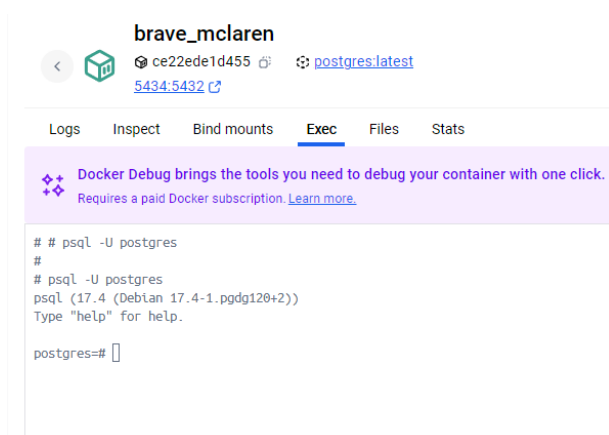 brave_mclaren
ce22ede1d455 postgres:latest
5434:5432
Logs Inspect Bind mounts Exec Files Stats
Docker Debug brings the tools you need to debug your container with one click.
Requires a paid Docker subscription. Learn more.
# # psql -U postgres
#
# psql -U postgres
psql (17.4 (Debian 17.4-1.pgdg120+2))
Type "help" for help.
postgres=#